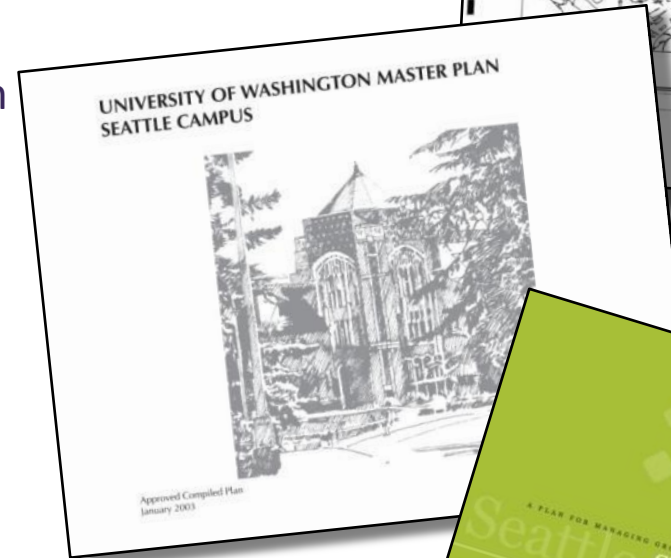 UNIVERSITY OF WASHINGTON MASTER PLAN
SEATTLE CAMPUS
Approved Compiled Plan
January 2003
A PLAN FOR MANAGING
Seattle